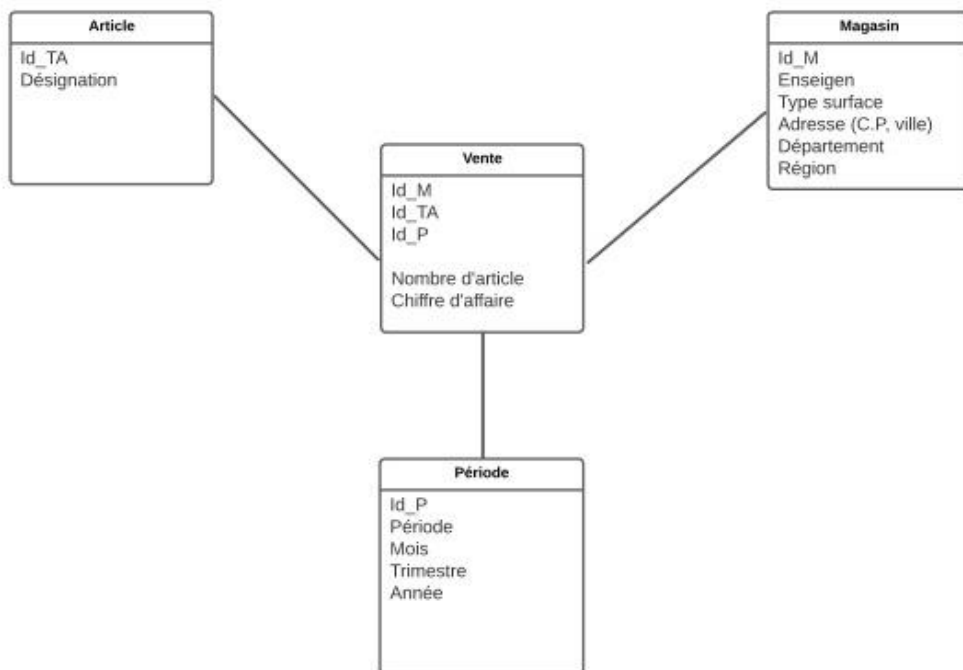 Article
Id_TA
Désignation
Magasin
Id_M
Enseigen
Type surface
Adresse (C.P, ville)
Département
Région
Vente
Id_M
Id_TA
Id_P
Nombre d'article
Chiffre d'affaire
Période
Id_P
Période
Mois
Trimestre
Année